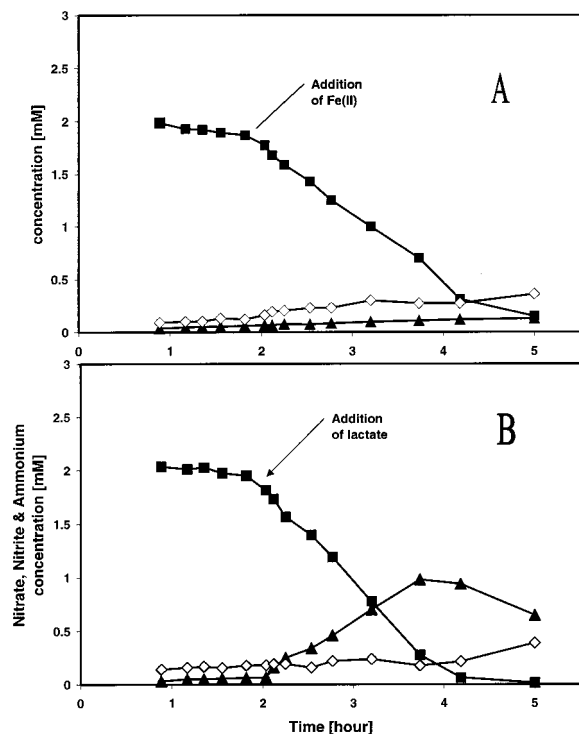 3
2.5
2
1.5
1
0.5
0
concentration [mM]
Addition
of Fe(II)
A
0 1 2 3 4 5
3
2.5
2
1.5
1
0.5
0
Nitrate, Nitrite & Ammonium
concentration [mM]
Addition
of lactate
B
0 1 2 3 4 5
Time [hour]